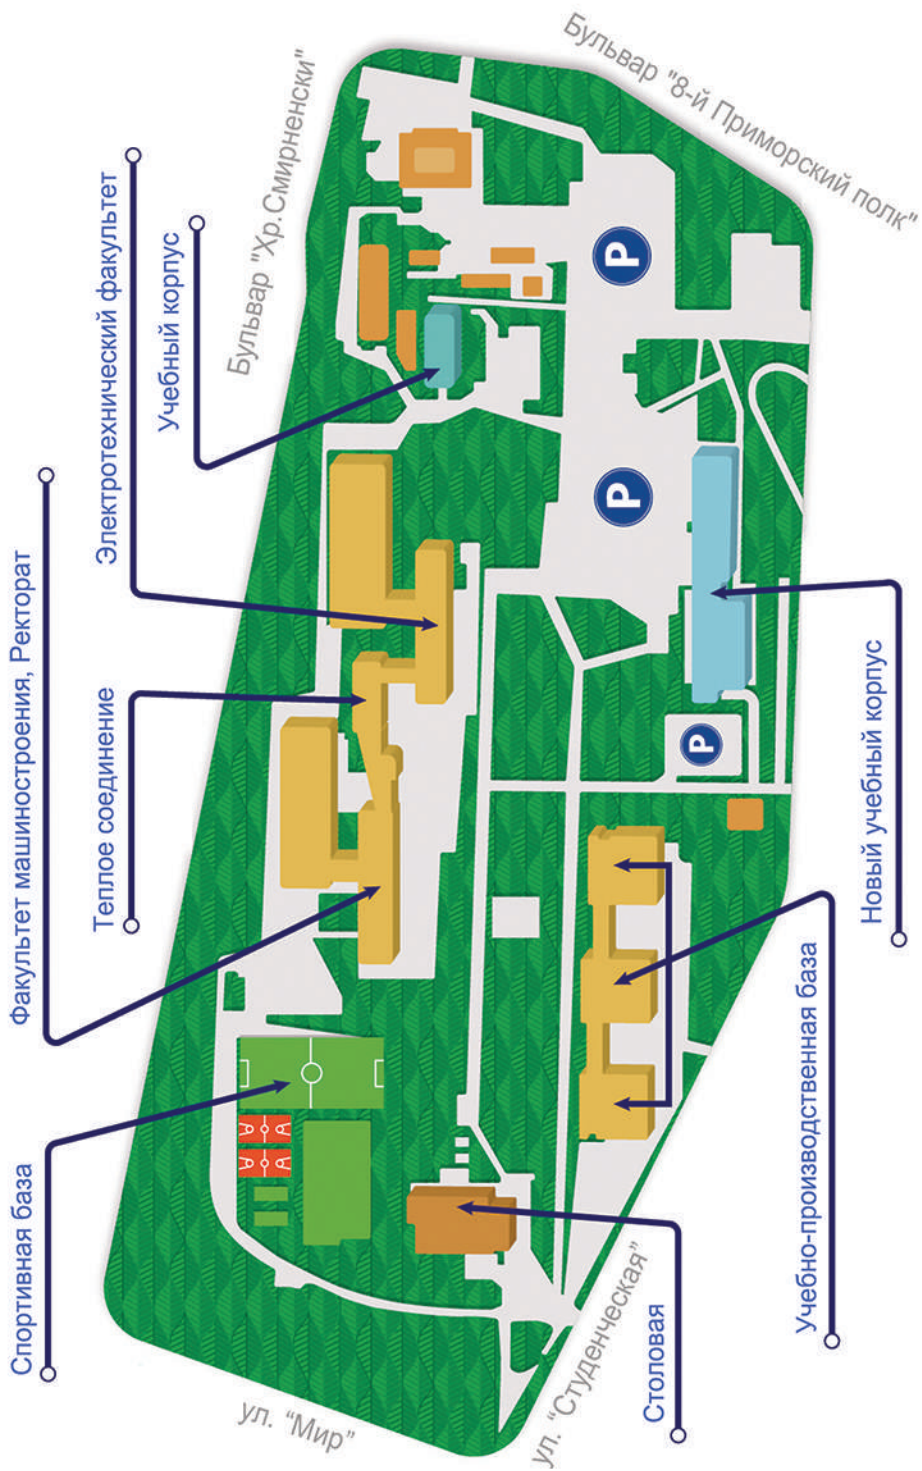 Спортивная база
Факультет машиностроения, Ректорат
Теплое соединение
Электротехнический факультет
Учебный корпус
Бульвар "Хр.Смирненски"
Бульвар "8-й Приморский полк"
P
P
P
ул. “Мир”
ул. “Студенческая”
Столовая
Учебно-производственная база
Новый учебный корпус